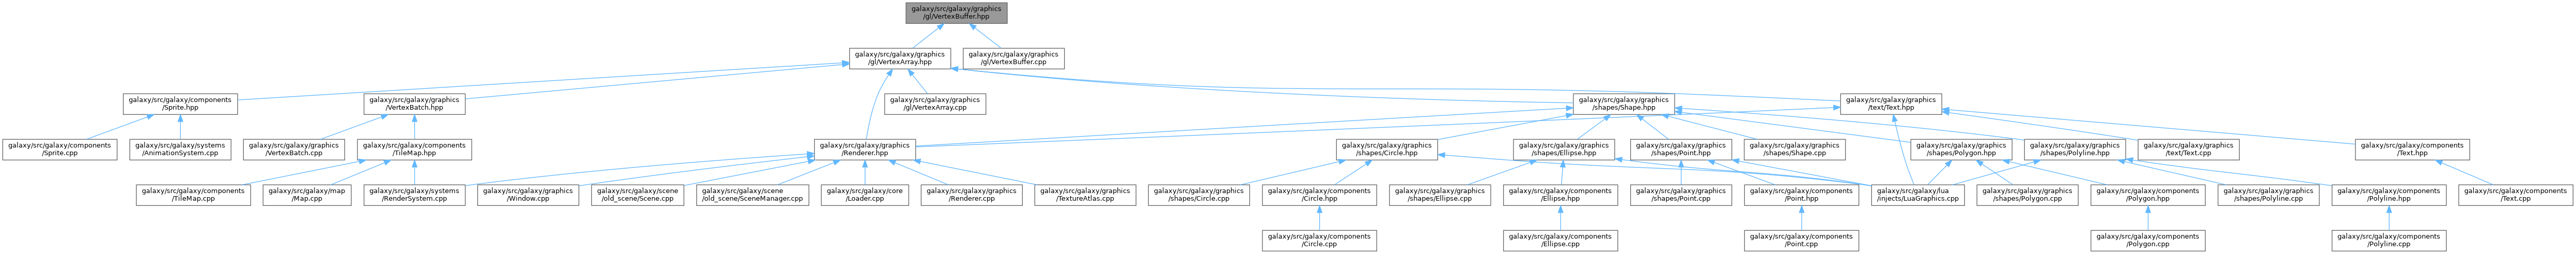 galaxy/src/galaxy/graphics
/gl/VertexBuffer.hpp
galaxy/src/galaxy/graphics
/gl/VertexArray.hpp
galaxy/src/galaxy/graphics
/gl/VertexBuffer.cpp
galaxy/src/galaxy/components
/Sprite.hpp
galaxy/src/galaxy/graphics
/VertexBatch.hpp
galaxy/src/galaxy/graphics
/gl/VertexArray.cpp
galaxy/src/galaxy/graphics
/shapes/Shape.hpp
galaxy/src/galaxy/graphics
/text/Text.hpp
galaxy/src/galaxy/components
/Sprite.cpp
galaxy/src/galaxy/systems
/AnimationSystem.cpp
galaxy/src/galaxy/graphics
/VertexBatch.cpp
galaxy/src/galaxy/components
/TileMap.hpp
galaxy/src/galaxy/graphics
/Renderer.hpp
galaxy/src/galaxy/graphics
/shapes/Circle.hpp
galaxy/src/galaxy/graphics
/shapes/Ellipse.hpp
galaxy/src/galaxy/graphics
/shapes/Point.hpp
galaxy/src/galaxy/graphics
/shapes/Shape.cpp
galaxy/src/galaxy/graphics
/shapes/Polygon.hpp
galaxy/src/galaxy/graphics
/shapes/Polyline.hpp
galaxy/src/galaxy/graphics
/text/Text.cpp
galaxy/src/galaxy/components
/Text.hpp
galaxy/src/galaxy/components
/TileMap.cpp
galaxy/src/galaxy/map
/Map.cpp
galaxy/src/galaxy/systems
/RenderSystem.cpp
galaxy/src/galaxy/graphics
/Window.cpp
galaxy/src/galaxy/scene
/old_scene/Scene.cpp
galaxy/src/galaxy/scene
/old_scene/SceneManager.cpp
galaxy/src/galaxy/core
/Loader.cpp
galaxy/src/galaxy/graphics
/Renderer.cpp
galaxy/src/galaxy/graphics
/TextureAtlas.cpp
galaxy/src/galaxy/graphics
/shapes/Circle.cpp
galaxy/src/galaxy/components
/Circle.hpp
galaxy/src/galaxy/graphics
/shapes/Ellipse.cpp
galaxy/src/galaxy/components
/Ellipse.hpp
galaxy/src/galaxy/graphics
/shapes/Point.cpp
galaxy/src/galaxy/components
/Point.hpp
galaxy/src/galaxy/lua
/injects/LuaGraphics.cpp
galaxy/src/galaxy/graphics
/shapes/Polygon.cpp
galaxy/src/galaxy/components
/Polygon.hpp
galaxy/src/galaxy/graphics
/shapes/Polyline.cpp
galaxy/src/galaxy/components
/Polyline.hpp
galaxy/src/galaxy/components
/Text.cpp
galaxy/src/galaxy/components
/Circle.cpp
galaxy/src/galaxy/components
/Ellipse.cpp
galaxy/src/galaxy/components
/Point.cpp
galaxy/src/galaxy/components
/Polygon.cpp
galaxy/src/galaxy/components
/Polyline.cpp